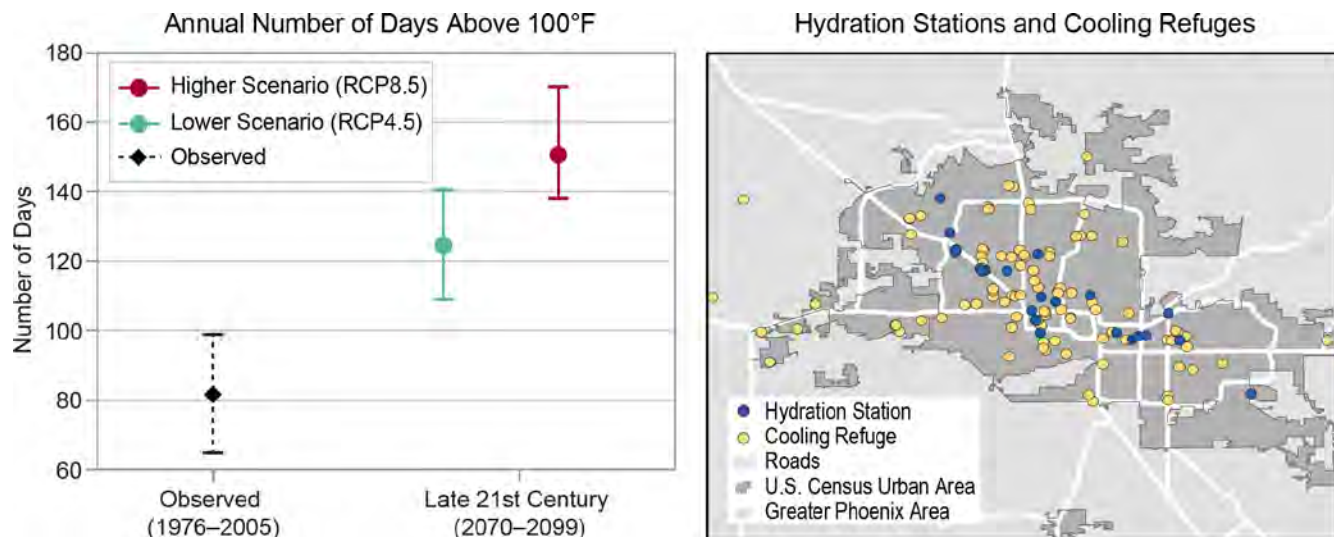 Annual Number of Days Above 100°F
180
160
140
120
100
80
60
Number of Days
Higher Scenario (RCP8.5)
Lower Scenario (RCP4.5)
Observed
Observed
(1976–2005)
Late 21st Century
(2070–2099)
Hydration Stations and Cooling Refuges
Hydration Station
Cooling Refuge
Roads
U.S. Census Urban Area
Greater Phoenix Area